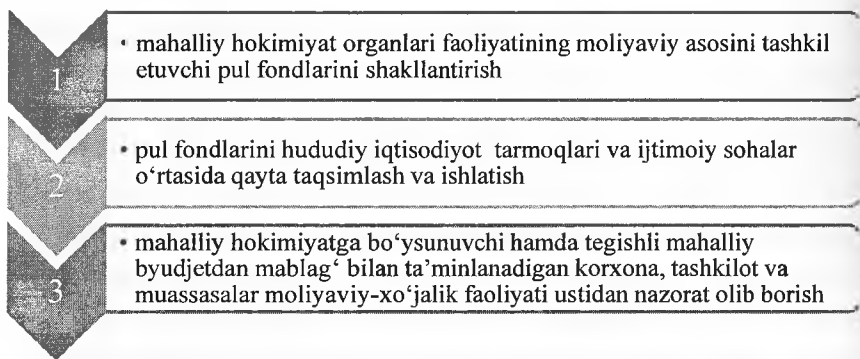 1
• mahalliy hokimiyat organlari faoliyatining moliyaviy asosini tashkil
etuvchi pul fondlarini shakllantirish
2
• pul fondlarini hududiy iqtisodiyot tarmoqlari va ijtimoiy sohalar
o‘rtasida qayta taqsimlash va ishlatish
3
• mahalliy hokimiyatga bo‘ysunuvchi hamda tegishli mahalliy
byudjetdan mablag‘ bilan ta’minlanadigan korxona, tashkilot va
muassasalar moliyaviy-xo‘jalik faoliyati ustidan nazorat olib borish